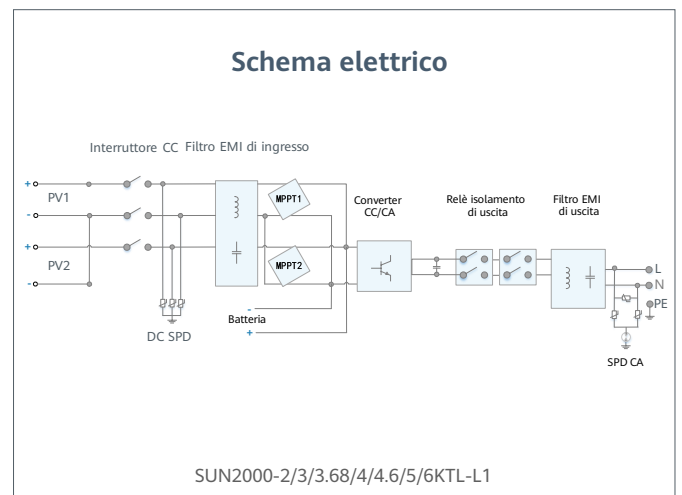 Schema elettrico
Interruttore CC Filtro EMI di ingresso
+
PV1
-
+
PV2
-
DC SPD
MPPT1
MPPT2
-
Batteria
+
Converter
CC/CA
Relè isolamento
di uscita
Filtro EMI
di uscita
L
N
PE
SPD CA
SUN2000-2/3/3.68/4/4.6/5/6KTL-L1